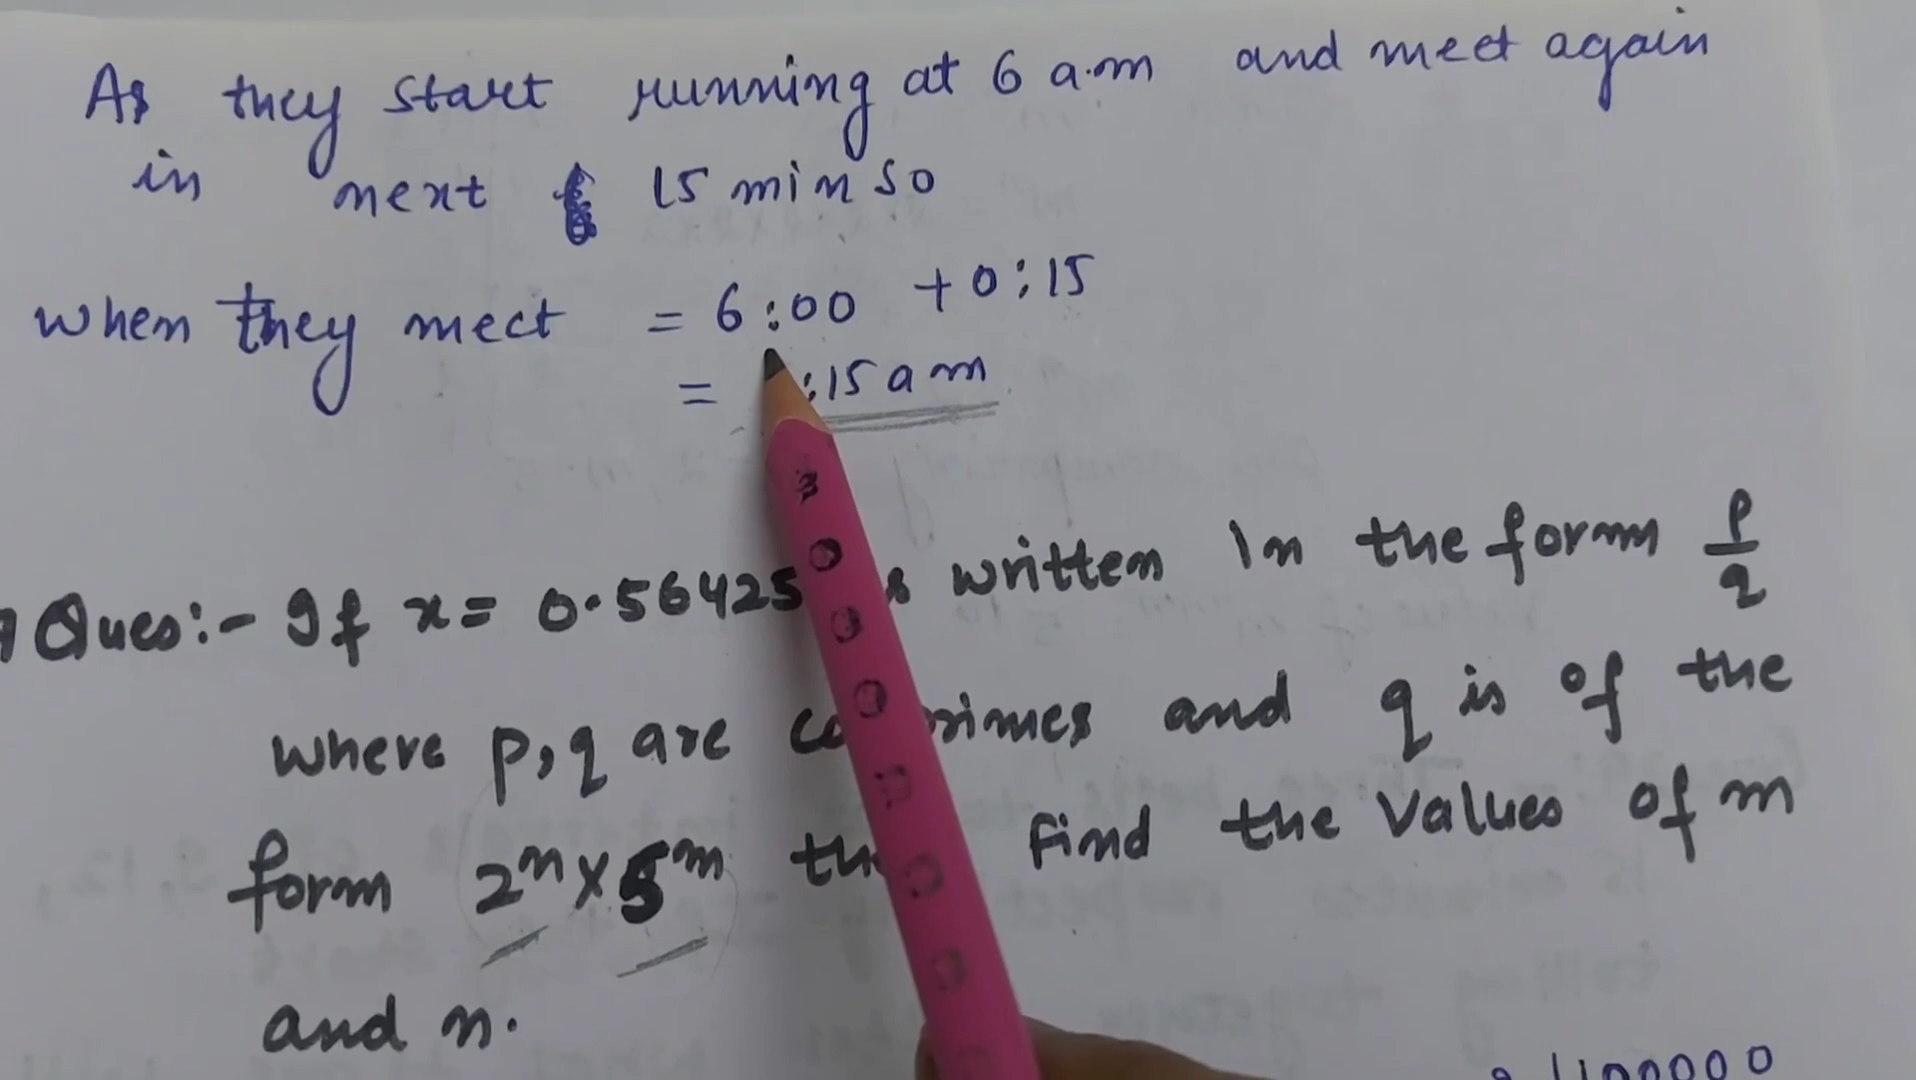 As they start running at 6 a.m and meet again
in next 15 min so
when they meet = 6:00 + 0:15
= :15 am
Ques:- If x = 0.56425 written In the form p/q
where p,q are and q is of the
form 2ⁿ × 5ᵐ find the values of m
and n.
100000